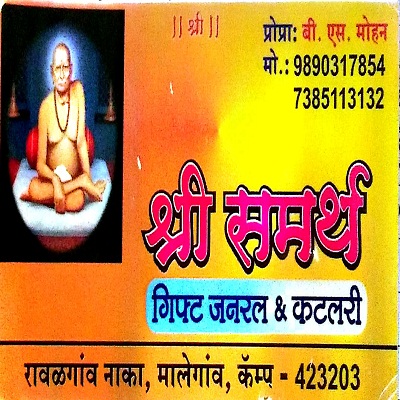 || श्री ||
प्रोप्रा: बी. एस. मोहन
मो.: 9890317854
7385113132
श्री समर्थ
गिफ्ट जनरल & कटलरी
रावळगांव नाका, मालेगांव, कॅम्प - 423203